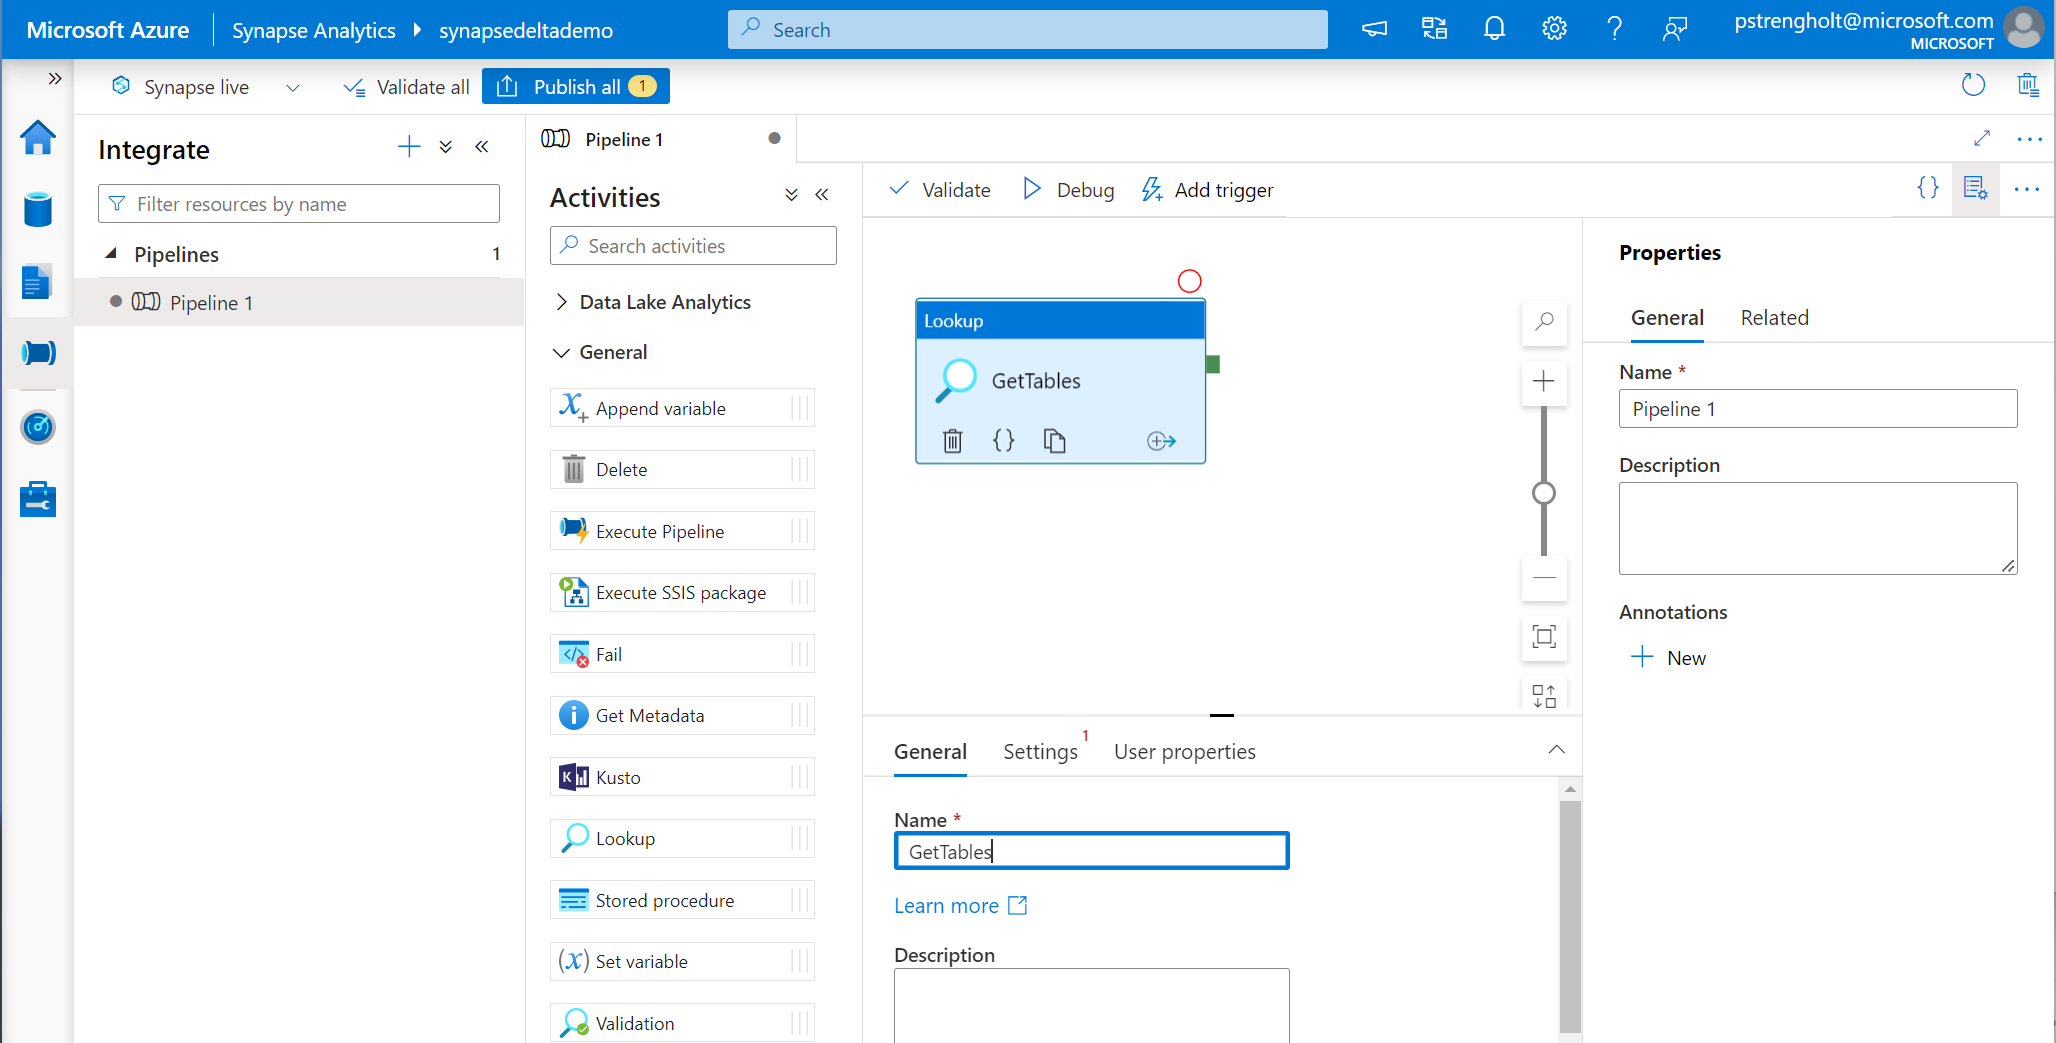 Microsoft Azure
Synapse Analytics
synapsedeltademo
Search
pstrengholt@microsoft.com
MICROSOFT
Synapse live
Validate all
Publish all 1
Integrate
Filter resources by name
Pipelines 1
Pipeline 1
Pipeline 1
Activities
Search activities
Data Lake Analytics
General
Append variable
Delete
Execute Pipeline
Execute SSIS package
Fail
Get Metadata
Kusto
Lookup
Stored procedure
Set variable
Validation
Validate
Debug
Add trigger
Lookup
GetTables
General
Settings 1
User properties
Name *
GetTables
Learn more
Description
Properties
General
Related
Name *
Pipeline 1
Description
Annotations
New